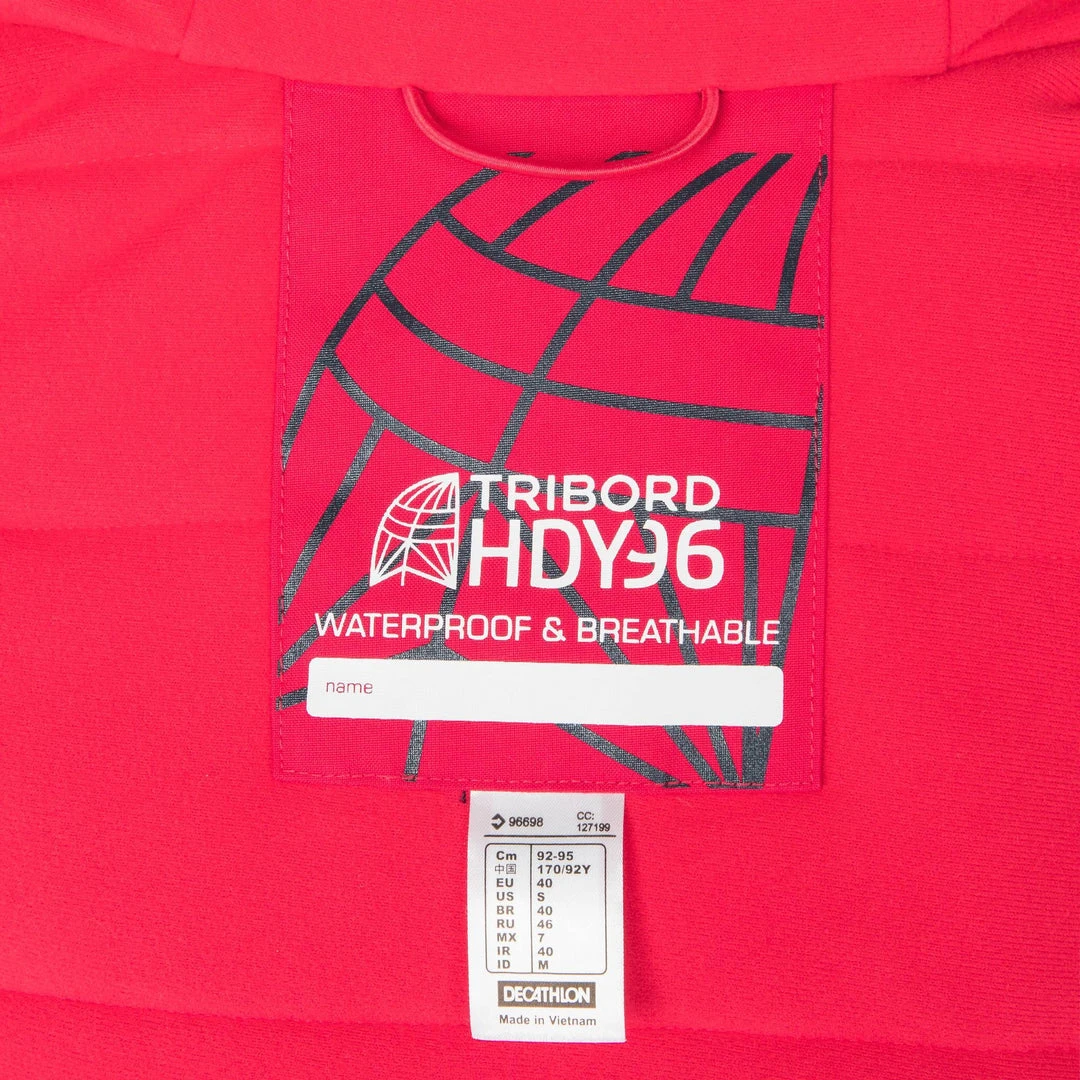 TRIBORD
HDY96
WATERPROOF & BREATHABLE
name
96698 CC: 127199
Cm 92-95
中国 170/92Y
EU 40
US S
BR 40
RU 46
MX 7
IR 40
ID M
DECATHLON
Made in Vietnam